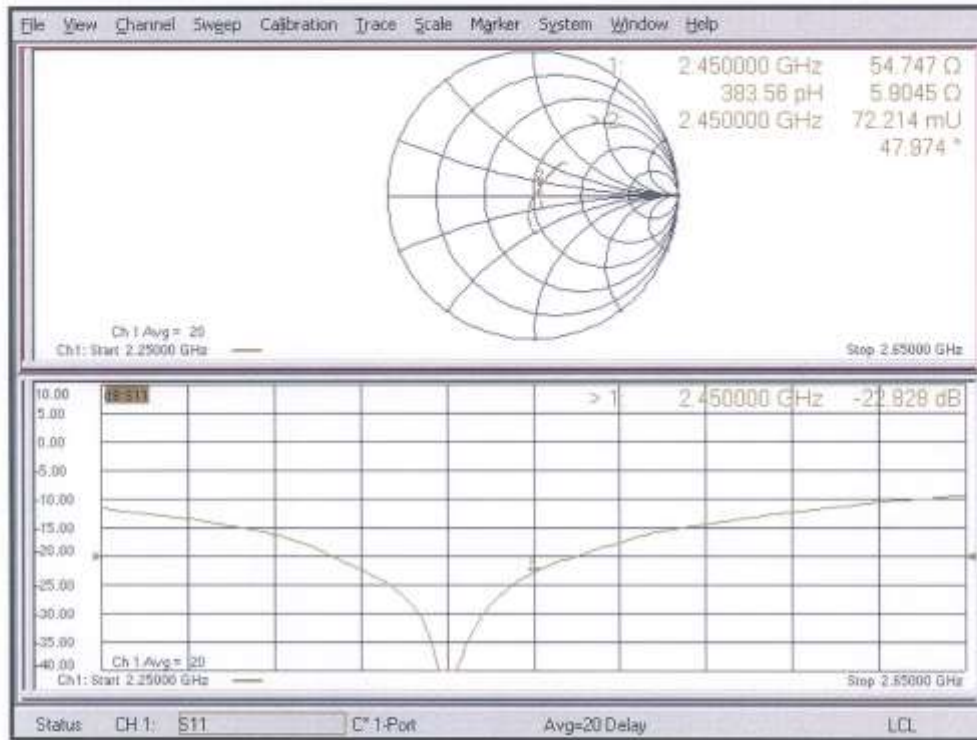 File View Channel Sweep Calibration Trace Scale Marker System Window Help
1: 2.450000 GHz 54.747 Ω
383.56 pH 5.9045 Ω
>2: 2.450000 GHz 72.214 mU
47.974 °
Ch 1 Avg = 20
Ch1: Start 2.25000 GHz Stop 2.65000 GHz
10.00 > 1: 2.450000 GHz -22.828 dB
5.00
0.00
-5.00
-10.00
-15.00
-20.00
-25.00
-30.00
-35.00
-40.00 Ch 1 Avg = 20
Ch1: Start 2.25000 GHz Stop 2.65000 GHz
Status CH 1: S11 C* 1-Port Avg=20 Delay LCL